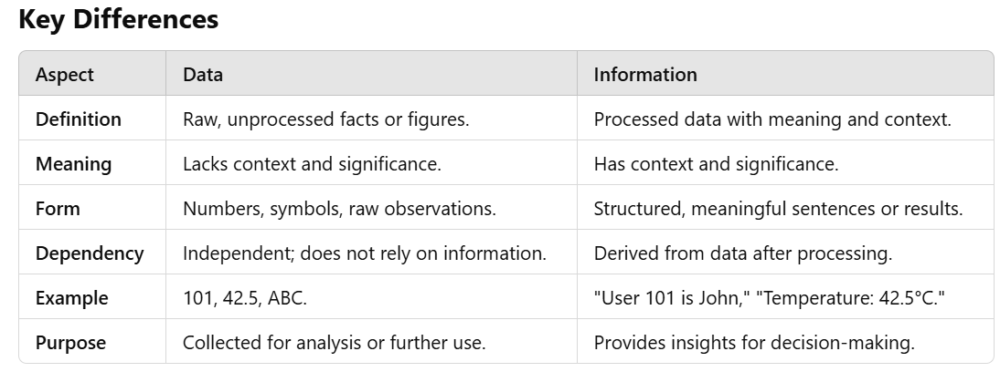 Key Differences
Aspect Data Information
Definition Raw, unprocessed facts or figures. Processed data with meaning and context.
Meaning Lacks context and significance. Has context and significance.
Form Numbers, symbols, raw observations. Structured, meaningful sentences or results.
Dependency Independent; does not rely on information. Derived from data after processing.
Example 101, 42.5, ABC. "User 101 is John," "Temperature: 42.5°C."
Purpose Collected for analysis or further use. Provides insights for decision-making.